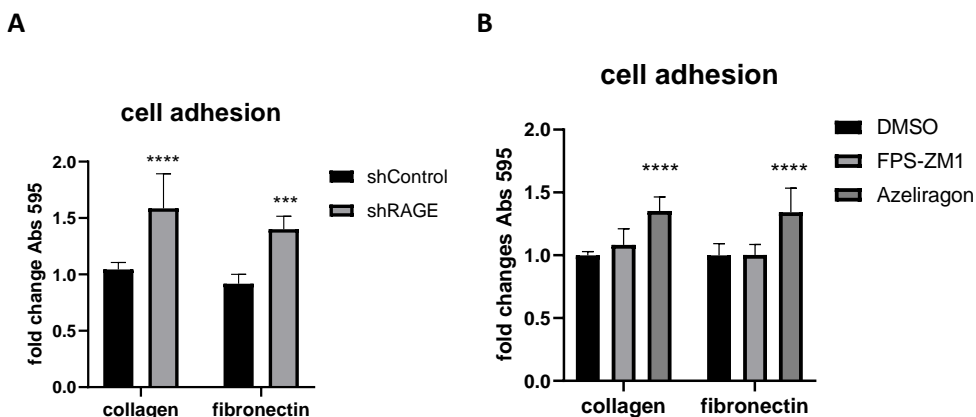 A
cell adhesion
fold change Abs 595
2.0
1.5
1.0
0.5
0.0
****
***
collagen
fibronectin
shControl
shRAGE
B
cell adhesion
fold changes Abs 595
2.0
1.5
1.0
0.5
0.0
****
****
collagen
fibronectin
DMSO
FPS-ZM1
Azeliragon